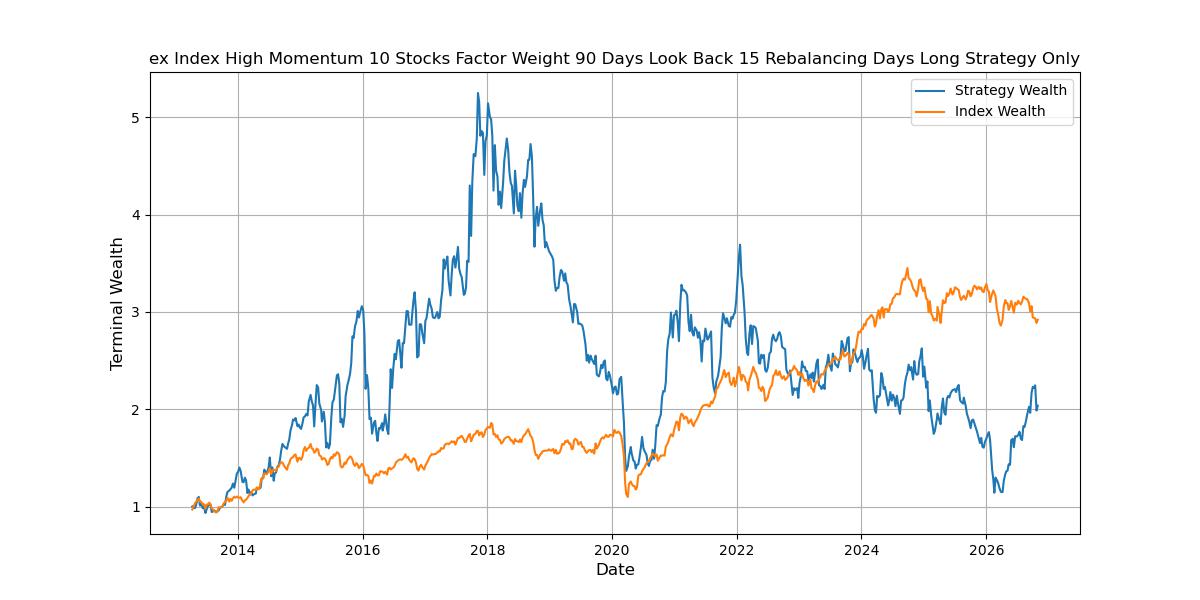 ex Index High Momentum 10 Stocks Factor Weight 90 Days Look Back 15 Rebalancing Days Long Strategy Only
Strategy Wealth
Index Wealth
Terminal Wealth
5
4
3
2
1
2014 2016 2018 2020 2022 2024 2026
Date